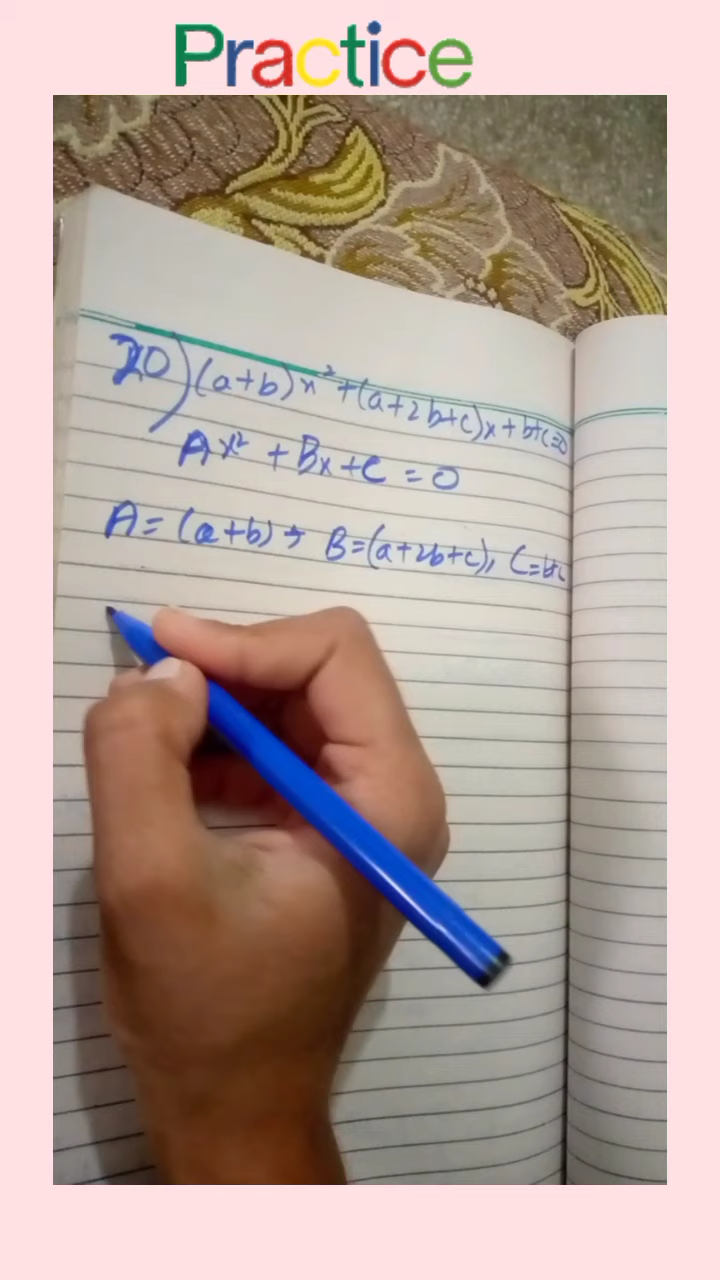 Practice
20) (a+b)x² + (a+2b+c)x + b+c=0
Ax² + Bx + C = 0
A = (a+b), B=(a+2b+c), C=b+c